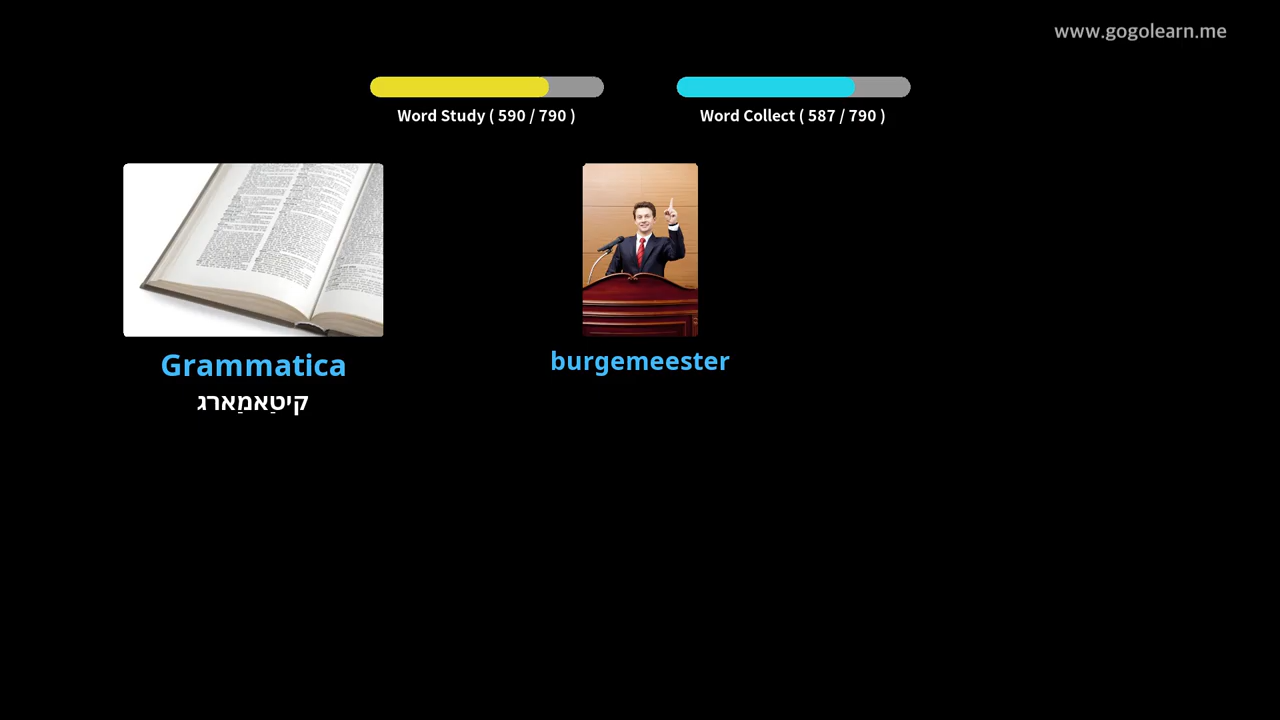 www.gogolearn.me
Word Study ( 590 / 790 )
Word Collect ( 587 / 790 )
Grammatica
קיטַאמַארג
burgemeester